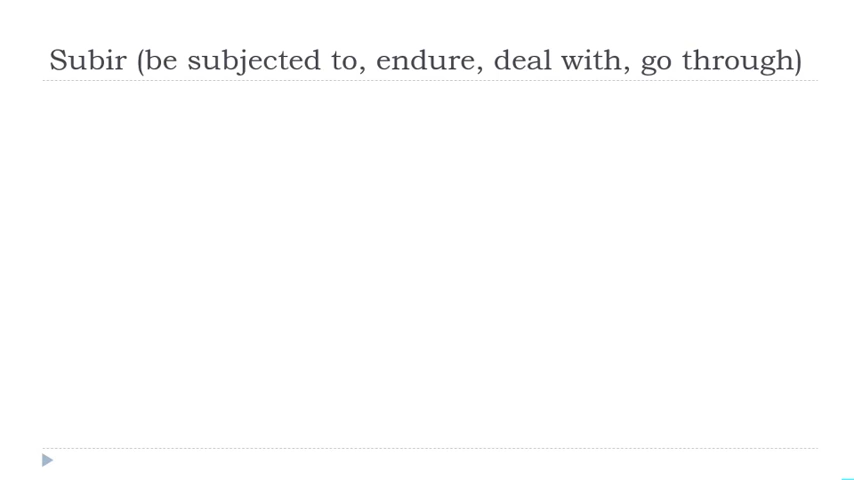 Subir (be subjected to, endure, deal with, go through)